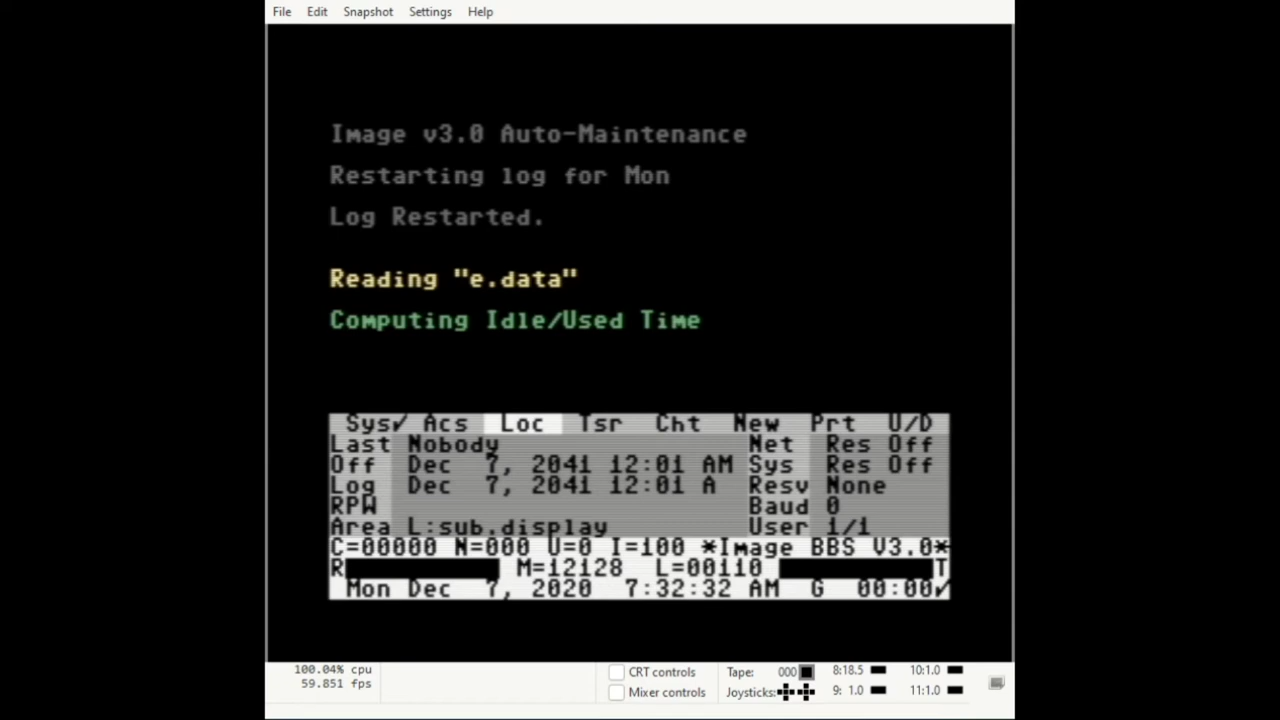 File Edit Snapshot Settings Help
Image v3.0 Auto-Maintenance
Restarting log for Mon
Log Restarted.
Reading "e.data"
Computing Idle/Used Time
Sys✓ Acs Loc Tsr Cht New Prt U/D
Last Nobody Net Res Off
Off Dec 7, 2041 12:01 AM Sys Res Off
Log Dec 7, 2041 12:01 A Resv None
RPW Baud 0
Area L:sub.display User 1/1
C=00000 N=000 U=0 I=100 *Image BBS V3.0*
R M=12128 L=00110 T
Mon Dec 7, 2020 7:32:32 AM G 00:00✓
100.04% cpu CRT controls Tape: 000 8:18.5 10:1.0
59.851 fps Mixer controls Joysticks: 9: 1.0 11:1.0